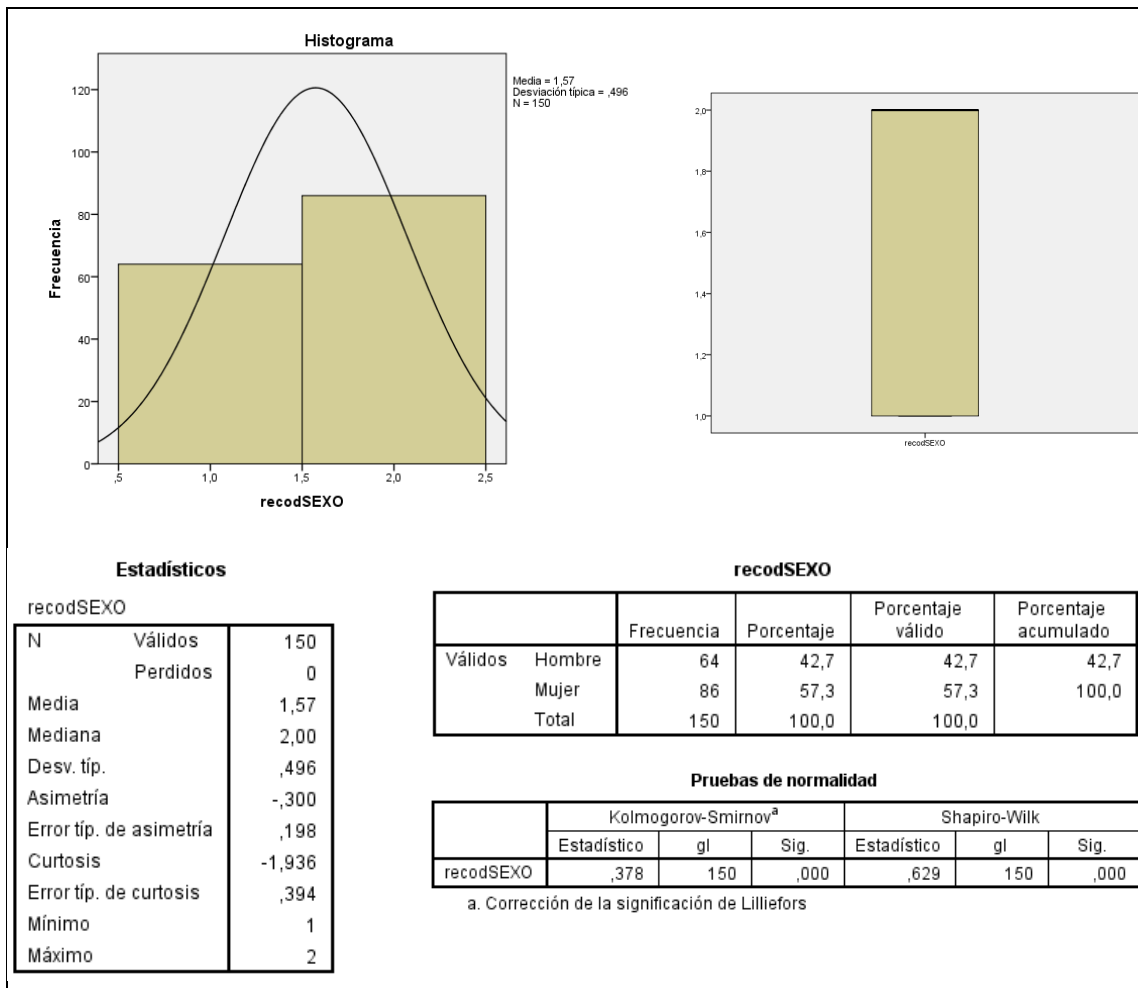 Histograma
Media = 1,57
Desviación típica = ,496
N = 150
120
100
80
60
40
20
0
Frecuencia
,5 1,0 1,5 2,0 2,5
recodSEXO
2,0
1,8
1,6
1,4
1,2
1,0
recodSEXO
Estadísticos
recodSEXO
N Válidos 150
Perdidos 0
Media 1,57
Mediana 2,00
Desv. típ. ,496
Asimetría -,300
Error típ. de asimetría ,198
Curtosis -1,936
Error típ. de curtosis ,394
Mínimo 1
Máximo 2
recodSEXO
Frecuencia Porcentaje Porcentaje válido Porcentaje acumulado
Válidos Hombre 64 42,7 42,7 42,7
Mujer 86 57,3 57,3 100,0
Total 150 100,0 100,0
Pruebas de normalidad
Kolmogorov-Smirnov a Shapiro-Wilk
Estadístico gl Sig. Estadístico gl Sig.
recodSEXO ,378 150 ,000 ,629 150 ,000
a. Corrección de la significación de Lilliefors